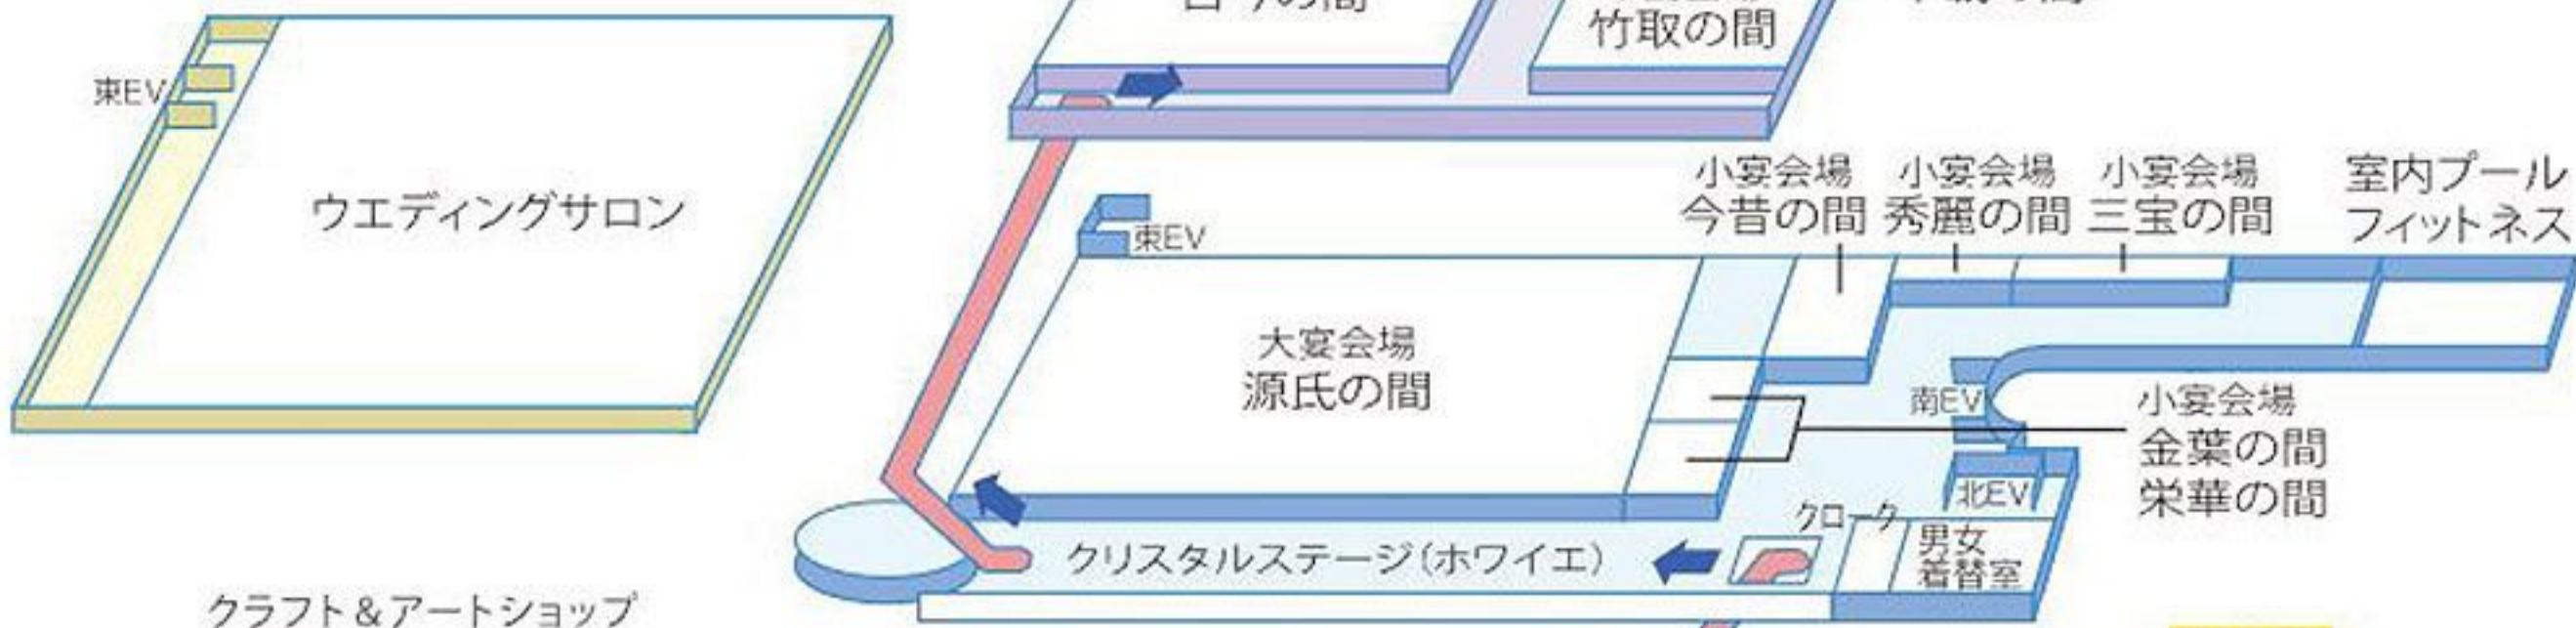 竹取の間
東EV
ウエディングサロン
東EV
小宴会場
今昔の間
小宴会場
秀麗の間
小宴会場
三宝の間
室内プール
フィットネス
大宴会場
源氏の間
南EV
小宴会場
金葉の間
栄華の間
北EV
クローク
男女
着替室
クリスタルステージ(ホワイエ)
クラフト&アートショップ